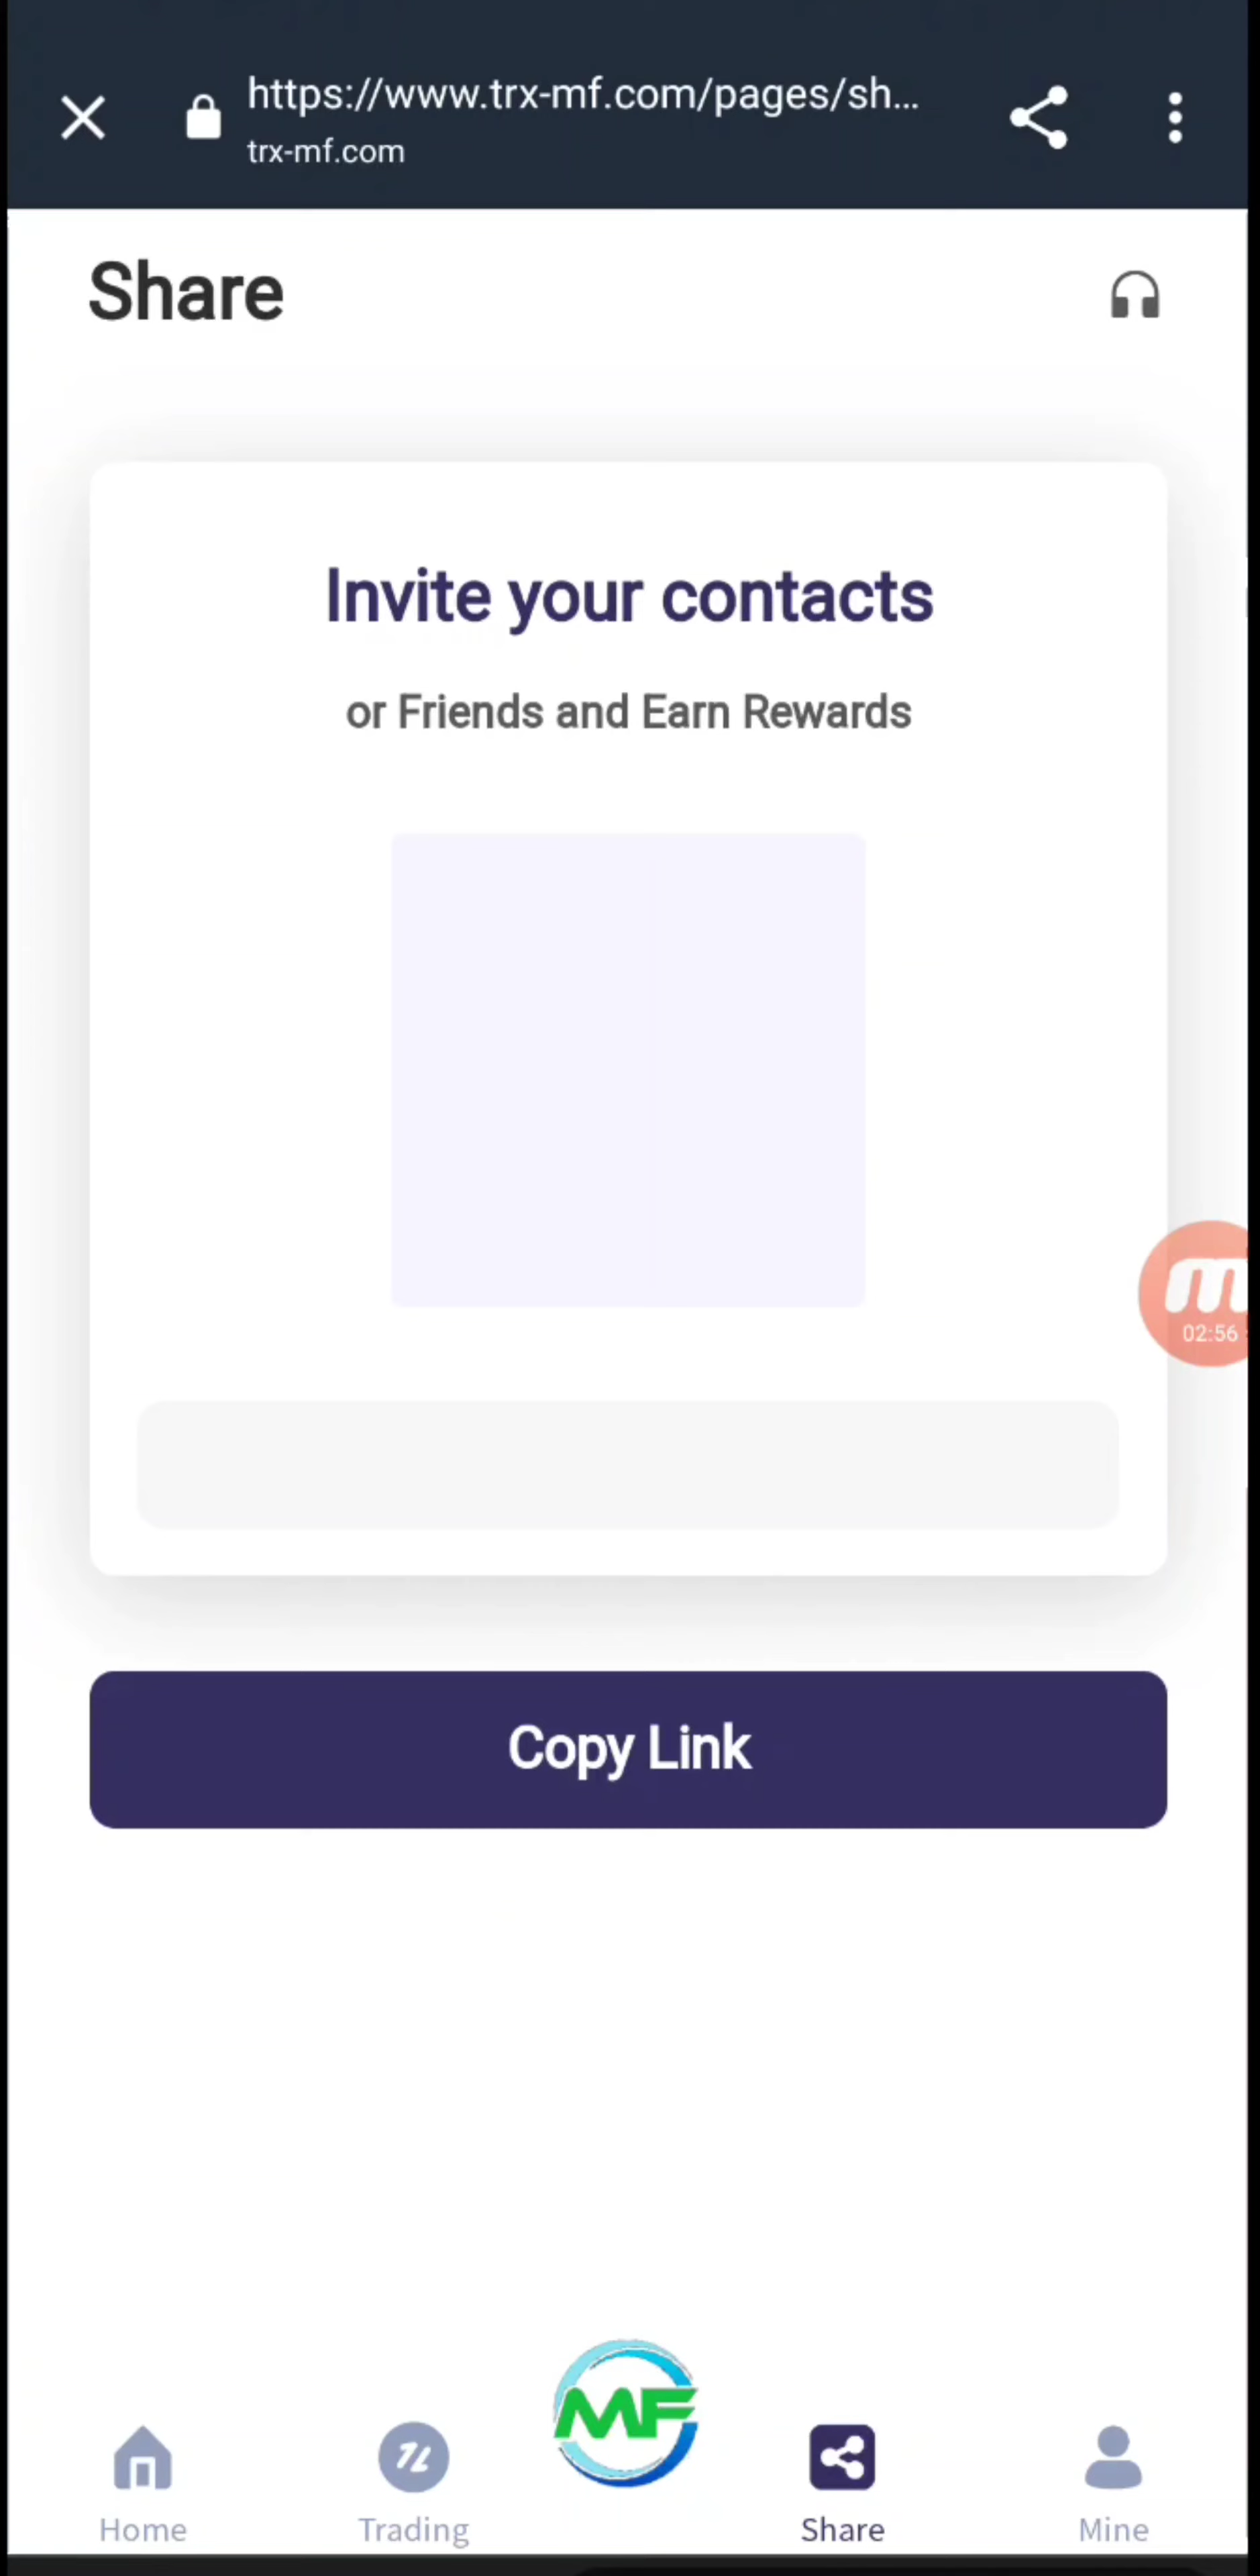 https://www.trx-mf.com/pages/sh...
trx-mf.com
Share
Invite your contacts
or Friends and Earn Rewards
02:56
Copy Link
MF
Home
Trading
Share
Mine